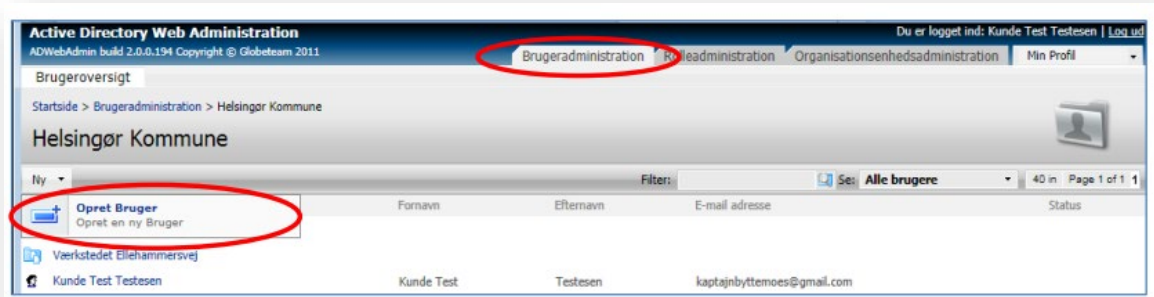 Active Directory Web Administration
Du er logget ind: Kunde Test Testesen | Log ud
ADWebAdmin build 2.0.0.194 Copyright © Globeteam 2011
Brugeradministration Rolleadministration Organisationsenhedsadministration Min Profil
Brugeroversigt
Startside > Brugeradministration > Helsingør Kommune
Helsingør Kommune
Ny Filter: Se: Alle brugere 40 in Page 1 of 1 1
Opret Bruger Fornavn Efternavn E-mail adresse Status
Opret en ny Bruger
Værkstedet Ellehammersvej
Kunde Test Testesen Kunde Test Testesen kaptajnbyttemoes@gmail.com